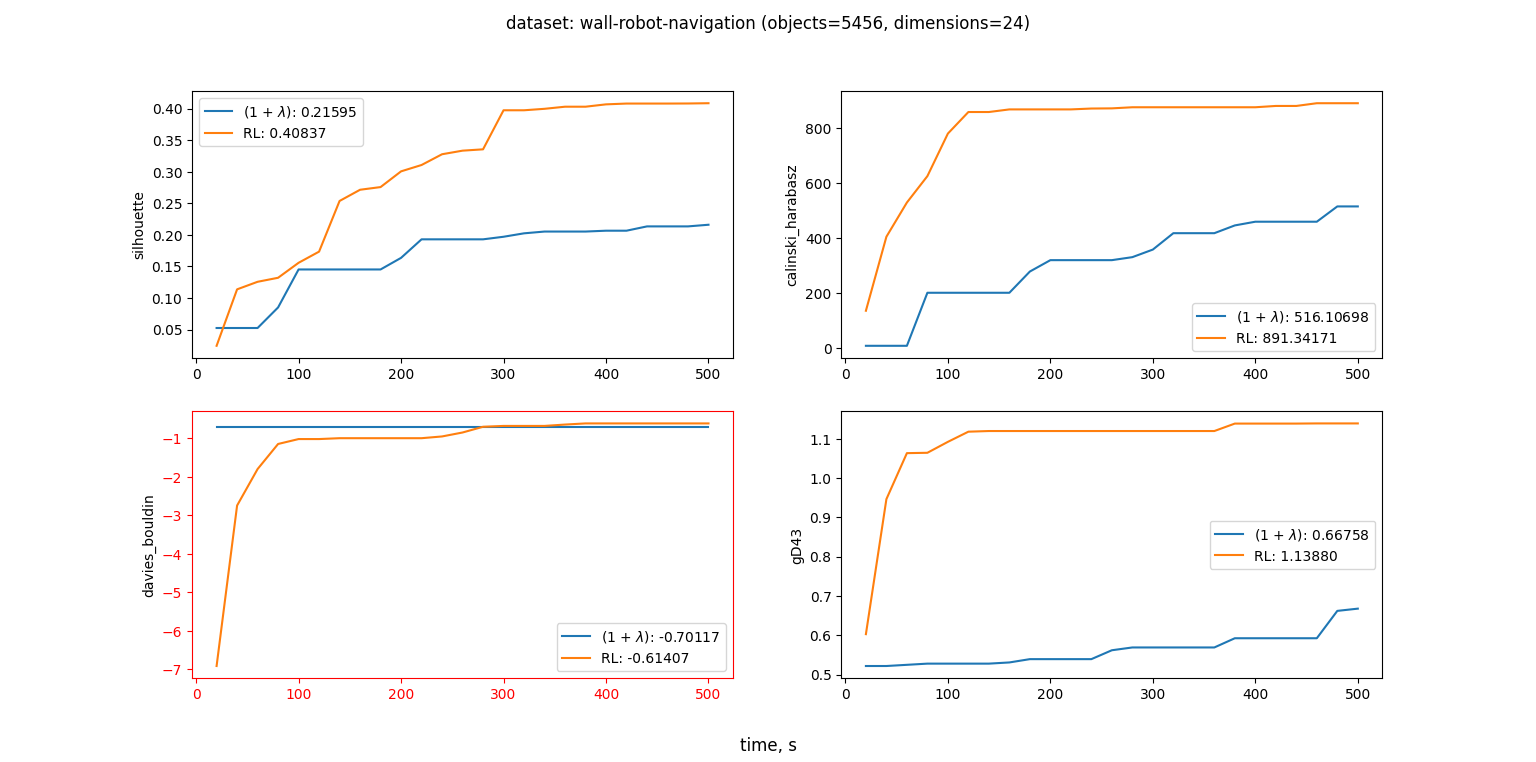 dataset: wall-robot-navigation (objects=5456, dimensions=24)
silhouette
0.40
0.35
0.30
0.25
0.20
0.15
0.10
0.05
(1 + λ): 0.21595
RL: 0.40837
0 100 200 300 400 500
calinski_harabasz
800
600
400
200
0
(1 + λ): 516.10698
RL: 891.34171
0 100 200 300 400 500
davies_bouldin
−1
−2
−3
−4
−5
−6
−7
(1 + λ): -0.70117
RL: -0.61407
0 100 200 300 400 500
gD43
1.1
1.0
0.9
0.8
0.7
0.6
0.5
(1 + λ): 0.66758
RL: 1.13880
0 100 200 300 400 500
time, s